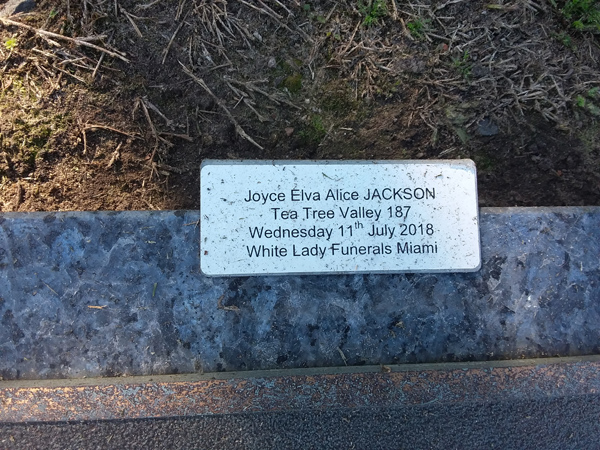 Joyce Elva Alice JACKSON
Tea Tree Valley 187
Wednesday 11th July 2018
White Lady Funerals Miami